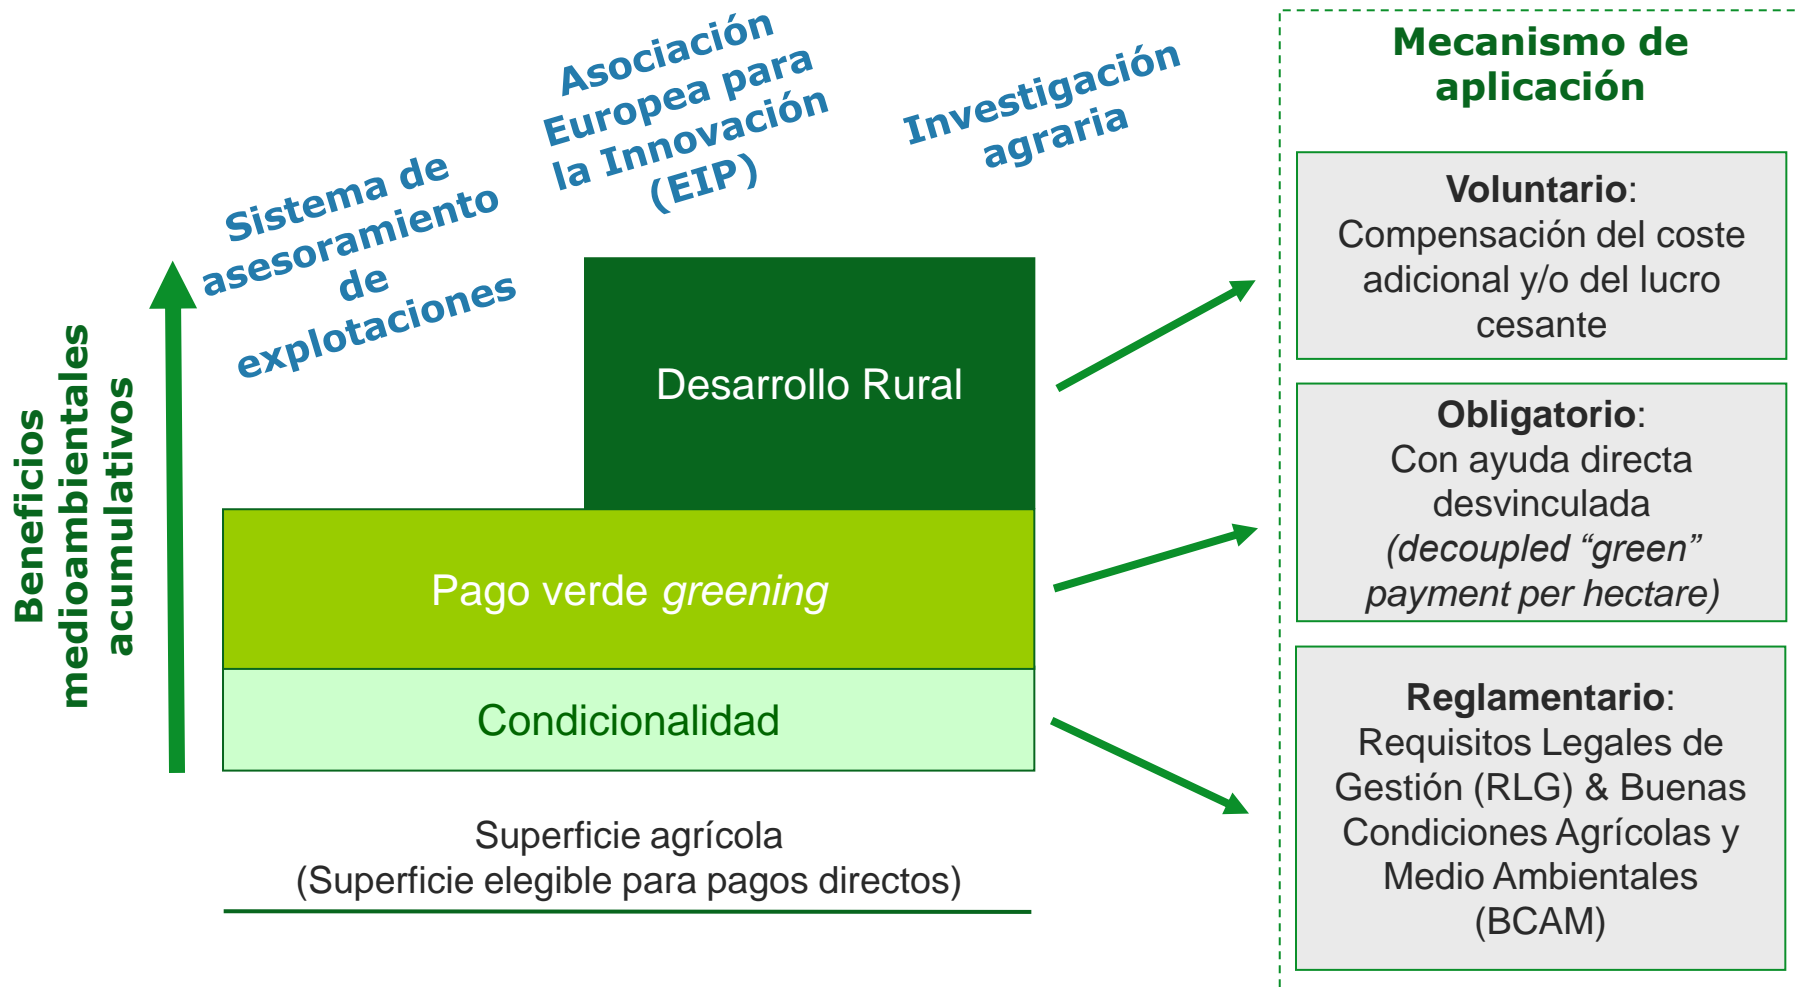 Asociación
Europea para
la Innovación
(EIP)
Investigación
agraria
Sistema de
asesoramiento
de
explotaciones
Beneficios
medioambientales
acumulativos
Desarrollo Rural
Pago verde greening
Condicionalidad
Superficie agrícola
(Superficie elegible para pagos directos)
Mecanismo de
aplicación
Voluntario:
Compensación del coste
adicional y/o del lucro
cesante
Obligatorio:
Con ayuda directa
desvinculada
(decoupled “green”
payment per hectare)
Reglamentario:
Requisitos Legales de
Gestión (RLG) & Buenas
Condiciones Agrícolas y
Medio Ambientales
(BCAM)